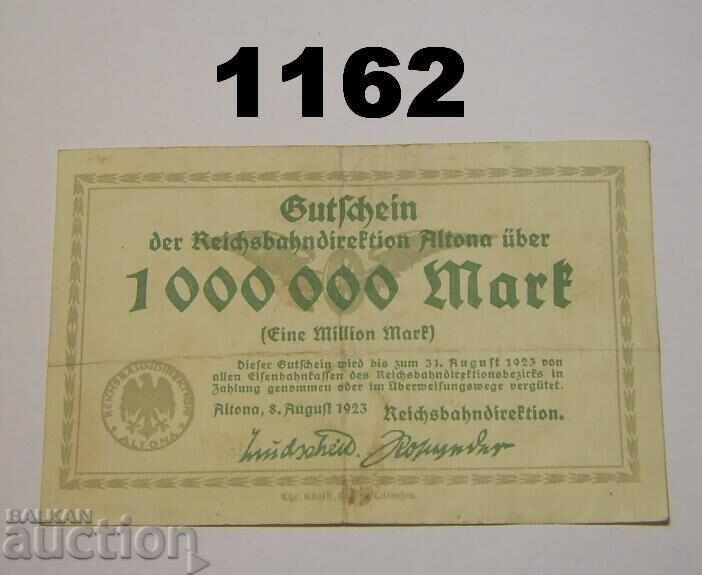 1162
Gutschein
der Reichsbahndirektion Altona über
1 000 000 Mark
(Eine Million Mark)
Dieser Gutschein wird bis zum 31. August 1923 von
allen Eisenbahnkassen des Reichsbahndirektionsbezirks in
Zahlung genommen oder im Überweisungswege vergütet.
Altona, 8. August 1923 Reichsbahndirektion.
REICHSBAHNDIREKTION
ALTONA
BALKAN
auction